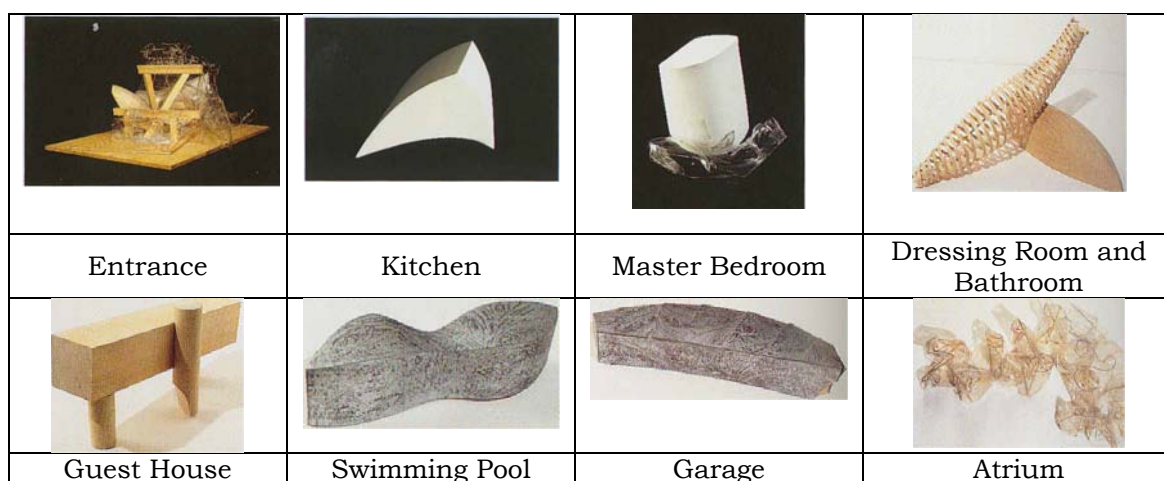 Entrance
Kitchen
Master Bedroom
Dressing Room and
Bathroom
Guest House
Swimming Pool
Garage
Atrium